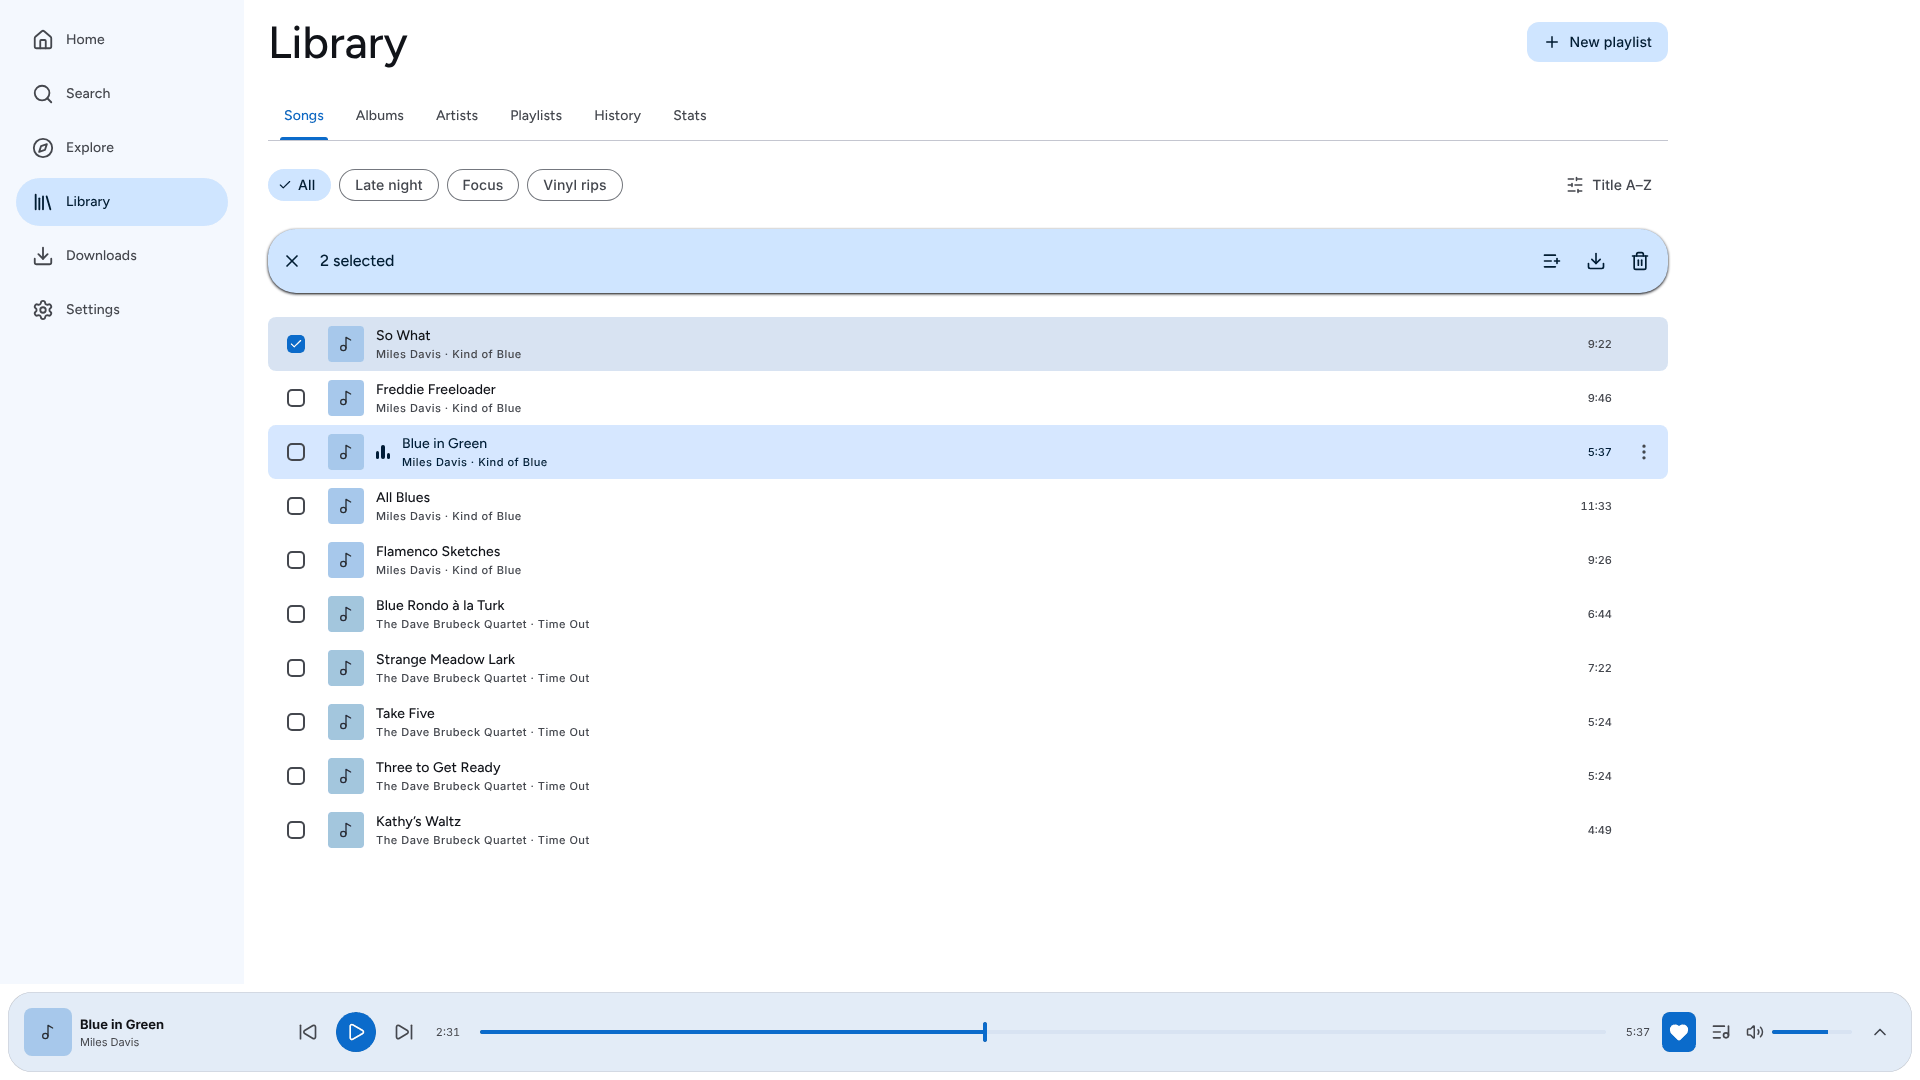 Home
Search
Explore
Library
Downloads
Settings
Library
New playlist
Songs Albums Artists Playlists History Stats
All Late night Focus Vinyl rips Title A–Z
2 selected
So What
Miles Davis · Kind of Blue
9:22
Freddie Freeloader
Miles Davis · Kind of Blue
9:46
Blue in Green
Miles Davis · Kind of Blue
5:37
All Blues
Miles Davis · Kind of Blue
11:33
Flamenco Sketches
Miles Davis · Kind of Blue
9:26
Blue Rondo à la Turk
The Dave Brubeck Quartet · Time Out
6:44
Strange Meadow Lark
The Dave Brubeck Quartet · Time Out
7:22
Take Five
The Dave Brubeck Quartet · Time Out
5:24
Three to Get Ready
The Dave Brubeck Quartet · Time Out
5:24
Kathy’s Waltz
The Dave Brubeck Quartet · Time Out
4:49
Blue in Green
Miles Davis
2:31
5:37